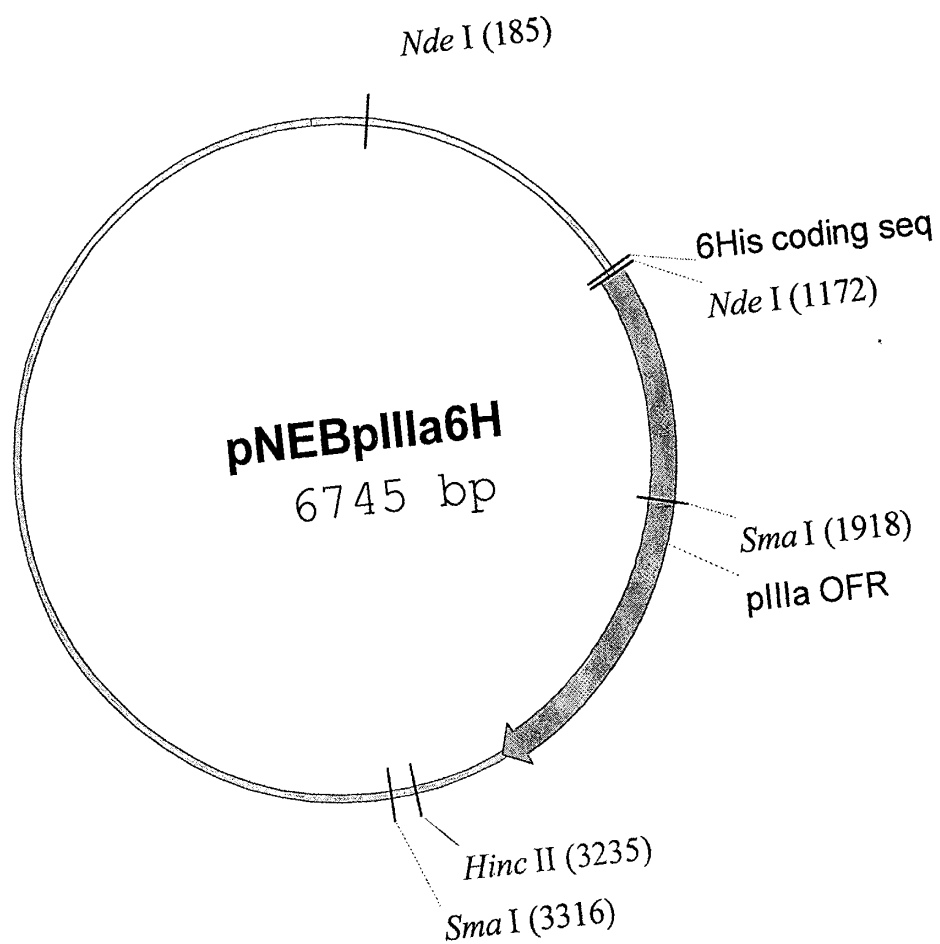 Nde I (185)
6His coding seq
Nde I (1172)
pNEBpIIIa6H
6745 bp
Sma I (1918)
pIIIa OFR
Hinc II (3235)
Sma I (3316)